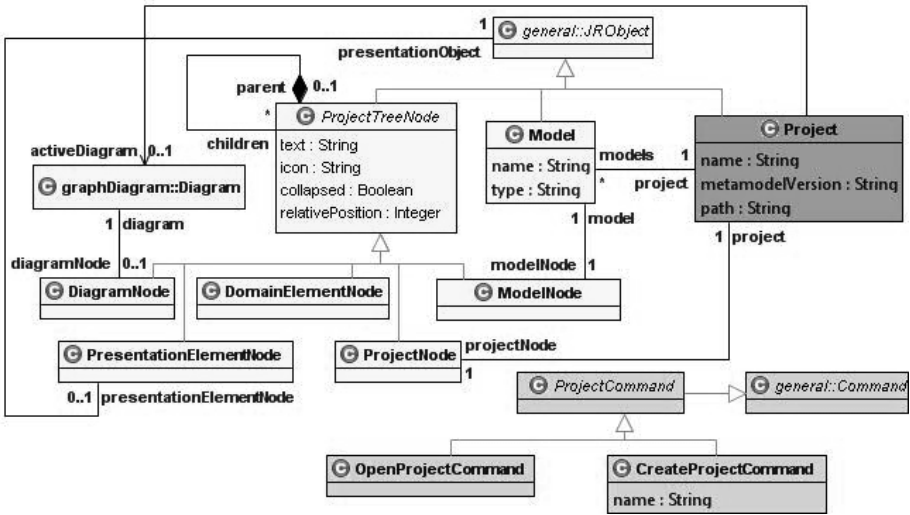 1
C general::JRObject
presentationObject
parent 0..1
*
children
C ProjectTreeNode
text : String
icon : String
collapsed : Boolean
relativePosition : Integer
C Model
name : String
type : String
models 1
* project
C Project
name : String
metamodelVersion : String
path : String
activeDiagram 0..1
C graphDiagram::Diagram
1 diagram
diagramNode 0..1
1 model
modelNode 1
1 project
C DiagramNode
C DomainElementNode
C ModelNode
C PresentationElementNode
C ProjectNode
projectNode
1
0..1 presentationElementNode
C ProjectCommand
C general::Command
C OpenProjectCommand
C CreateProjectCommand
name : String